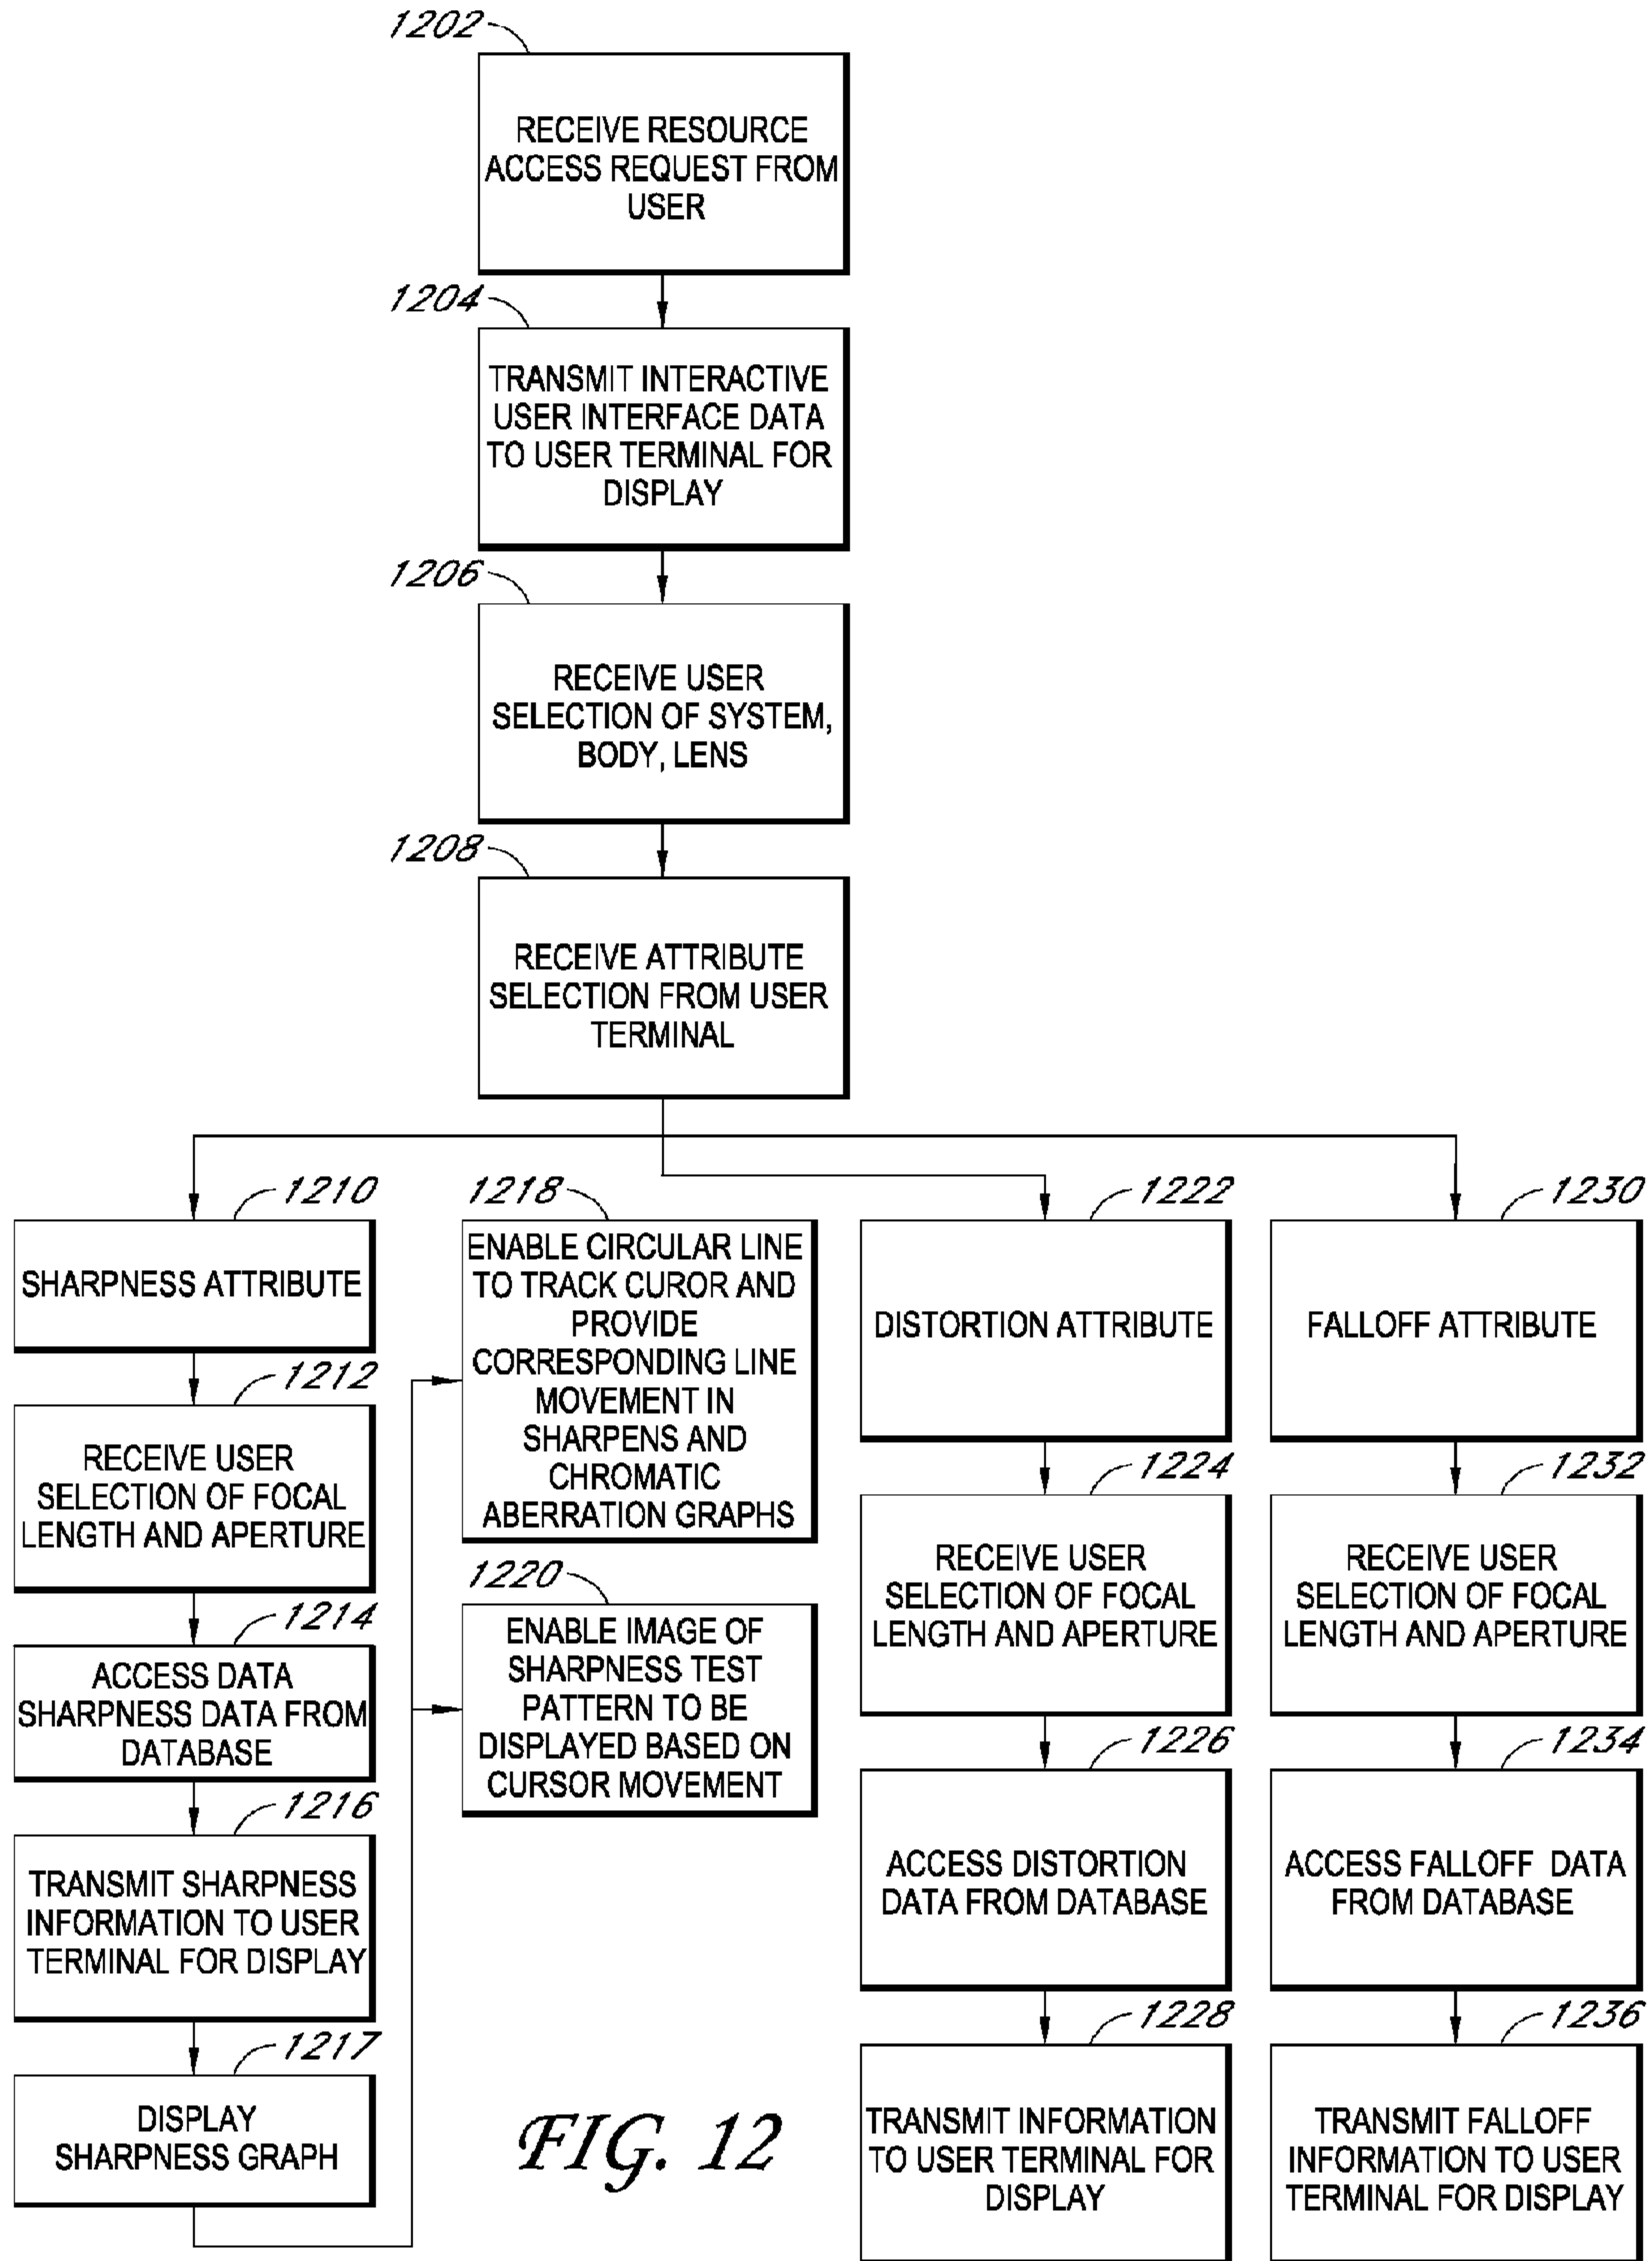 1202
RECEIVE RESOURCE
ACCESS REQUEST FROM
USER
1204
TRANSMIT INTERACTIVE
USER INTERFACE DATA
TO USER TERMINAL FOR
DISPLAY
1206
RECEIVE USER
SELECTION OF SYSTEM,
BODY, LENS
1208
RECEIVE ATTRIBUTE
SELECTION FROM USER
TERMINAL
1210
SHARPNESS ATTRIBUTE
1212
RECEIVE USER
SELECTION OF FOCAL
LENGTH AND APERTURE
1214
ACCESS DATA
SHARPNESS DATA FROM
DATABASE
1216
TRANSMIT SHARPNESS
INFORMATION TO USER
TERMINAL FOR DISPLAY
1217
DISPLAY
SHARPNESS GRAPH
1218
ENABLE CIRCULAR LINE
TO TRACK CUROR AND
PROVIDE
CORRESPONDING LINE
MOVEMENT IN
SHARPENS AND
CHROMATIC
ABERRATION GRAPHS
1220
ENABLE IMAGE OF
SHARPNESS TEST
PATTERN TO BE
DISPLAYED BASED ON
CURSOR MOVEMENT
1222
DISTORTION ATTRIBUTE
1224
RECEIVE USER
SELECTION OF FOCAL
LENGTH AND APERTURE
1226
ACCESS DISTORTION
DATA FROM DATABASE
1228
TRANSMIT INFORMATION
TO USER TERMINAL FOR
DISPLAY
1230
FALLOFF ATTRIBUTE
1232
RECEIVE USER
SELECTION OF FOCAL
LENGTH AND APERTURE
1234
ACCESS FALLOFF DATA
FROM DATABASE
1236
TRANSMIT FALLOFF
INFORMATION TO USER
TERMINAL FOR DISPLAY
FIG. 12